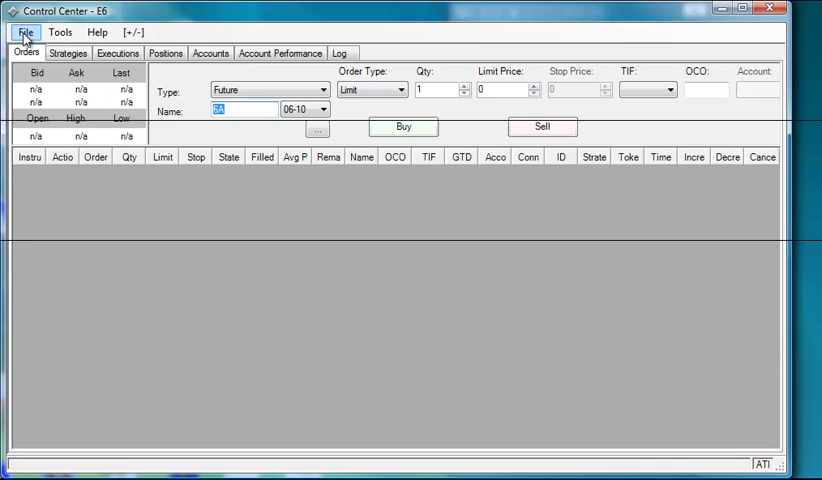 Control Center - E6
File Tools Help [+/-]
Orders Strategies Executions Positions Accounts Account Performance Log
Bid Ask Last
n/a n/a n/a
n/a n/a n/a
Open High Low
n/a n/a n/a
Type: Future
Name: 6A 06-10
...
Order Type: Qty: Limit Price: Stop Price: TIF: OCO: Account:
Limit 1 0 0
Buy Sell
Instru Actio Order Qty Limit Stop State Filled Avg P Rema Name OCO TIF GTD Acco Conn ID Strate Toke Time Incre Decre Cance
ATI